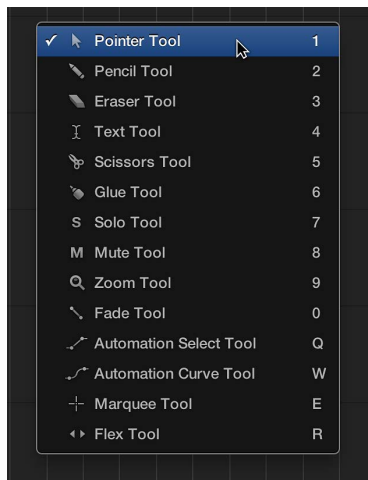 ✓ Pointer Tool 1
Pencil Tool 2
Eraser Tool 3
Text Tool 4
Scissors Tool 5
Glue Tool 6
S Solo Tool 7
M Mute Tool 8
Zoom Tool 9
Fade Tool 0
Automation Select Tool Q
Automation Curve Tool W
Marquee Tool E
Flex Tool R